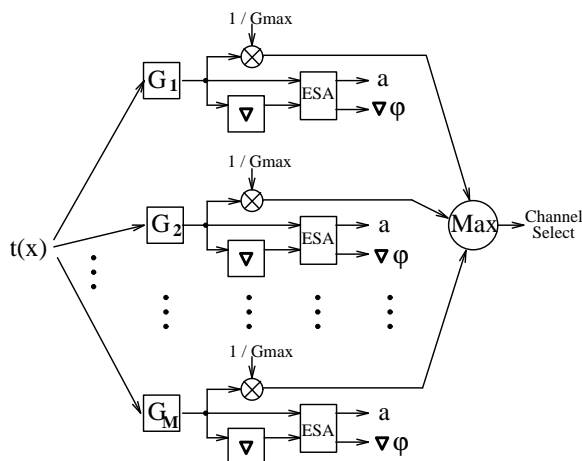 1 / Gmax
G1
a
ESA
∇
∇φ
1 / Gmax
t(x)
G2
a
ESA
∇
∇φ
Max
Channel
Select
1 / Gmax
GM
a
ESA
∇
∇φ